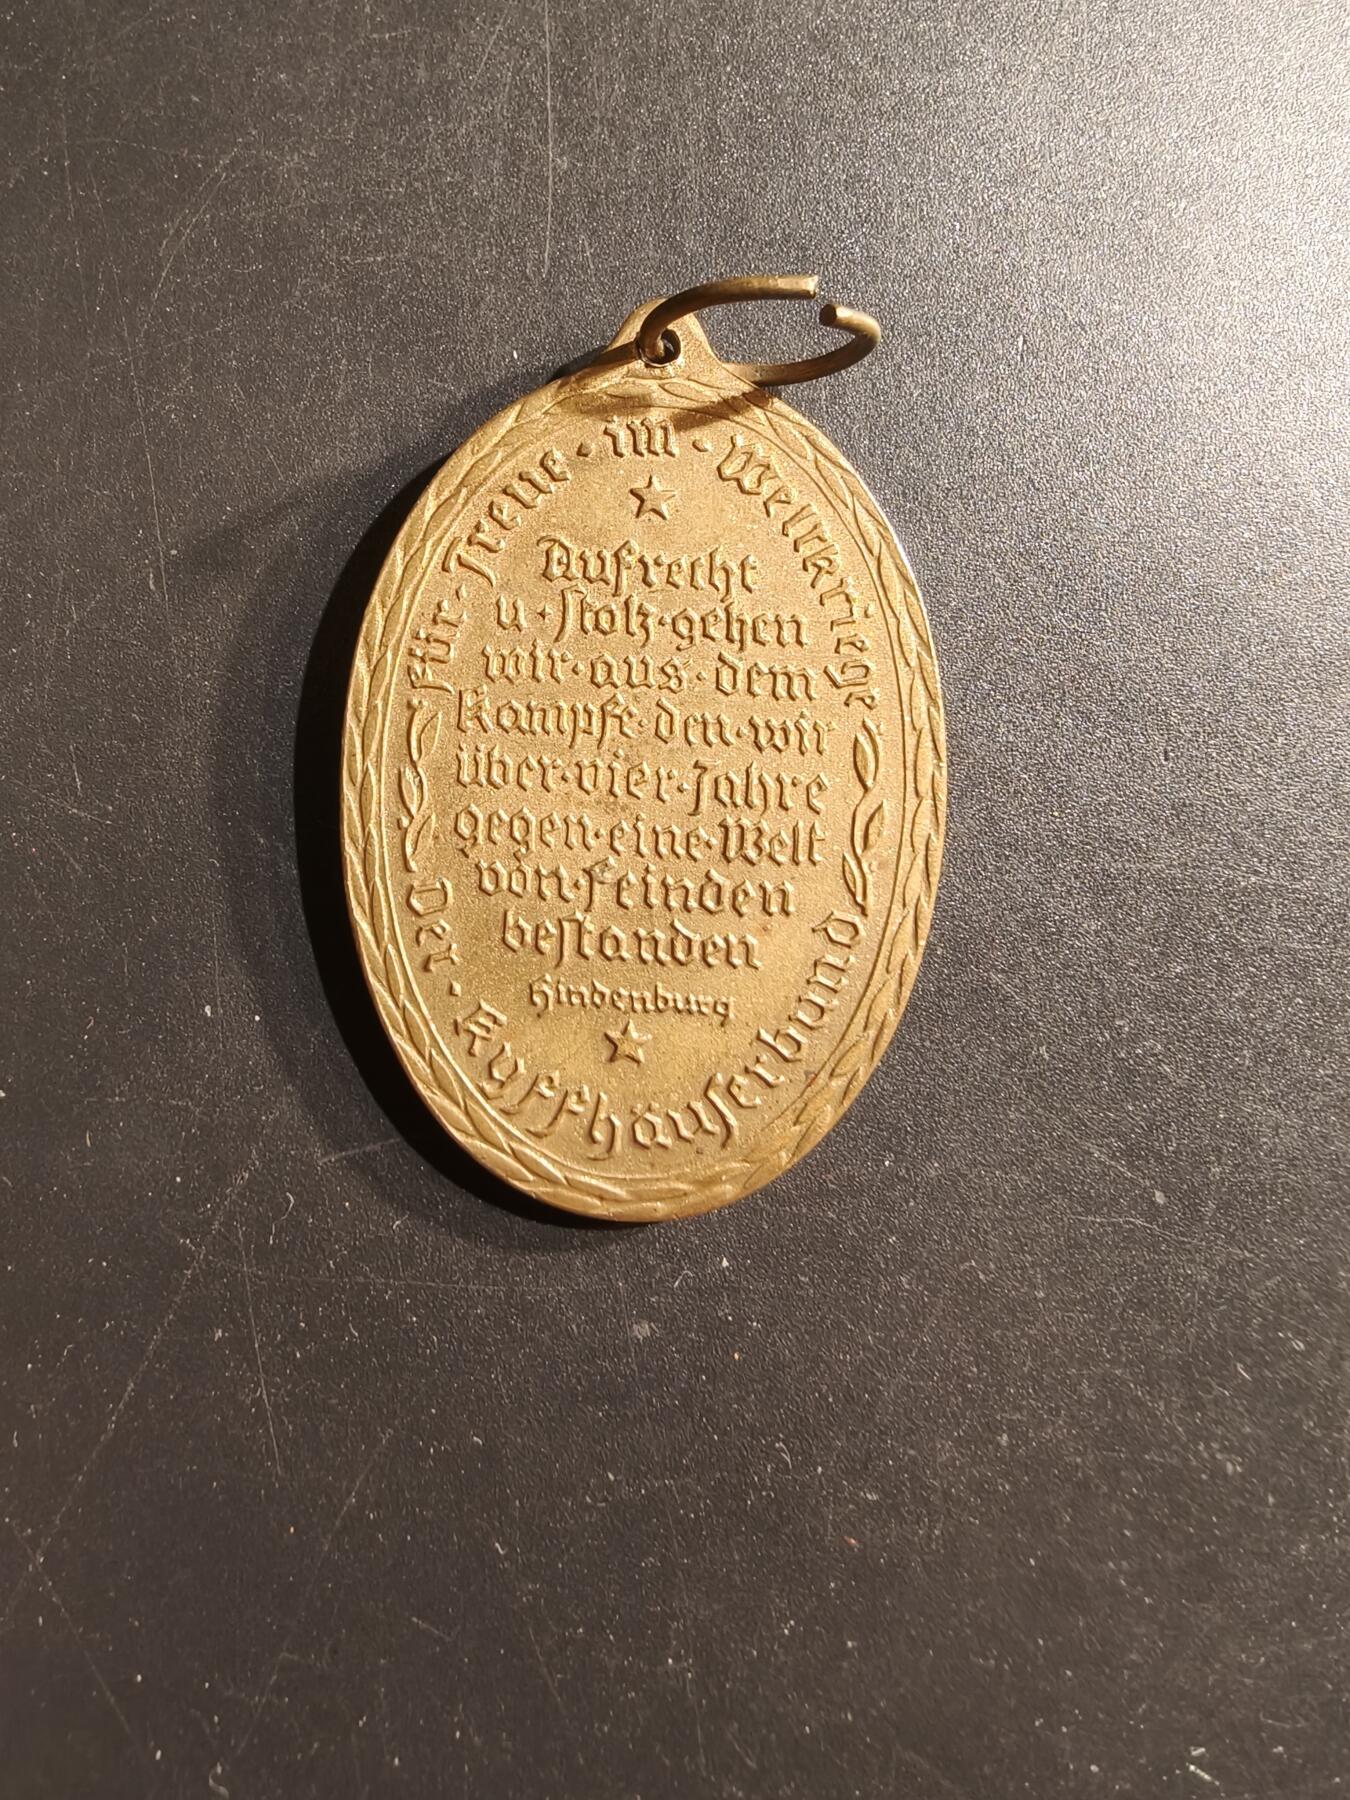 für · Treue · im · Weltkriege
Aufrecht
u · stolz · gehen
wir · aus · dem
Kampfe · den · wir
über · vier · Jahre
gegen · eine · Welt
von · Feinden
bestanden
Hindenburg
Der · Kyffhäuserbund